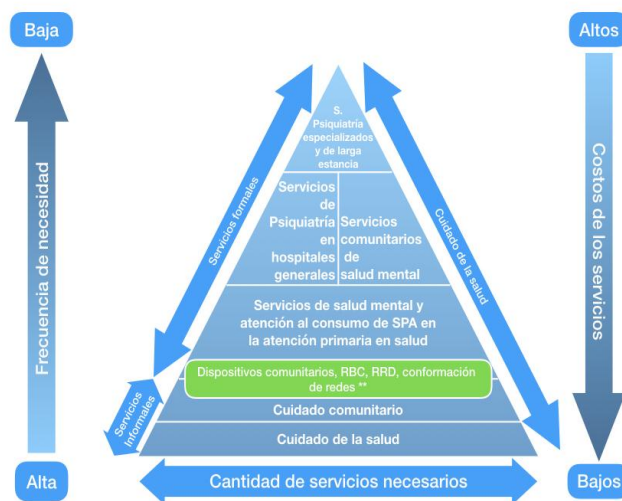 Baja
Altos
Frecuencia de necesidad
Servicios formales
S.
Psiquiatría
especializados
y de larga
estancia
Servicios
de
Psiquiatría
en
hospitales
generales
Servicios
comunitarios
de
salud mental
Cuidado de la salud
Costos de los servicios
Servicios de salud mental y
atención al consumo de SPA en
la atención primaria en salud
Dispositivos comunitarios, RBC, RRD, conformación
de redes **
Servicios
Informales
Cuidado comunitario
Cuidado de la salud
Alta
Cantidad de servicios necesarios
Bajos